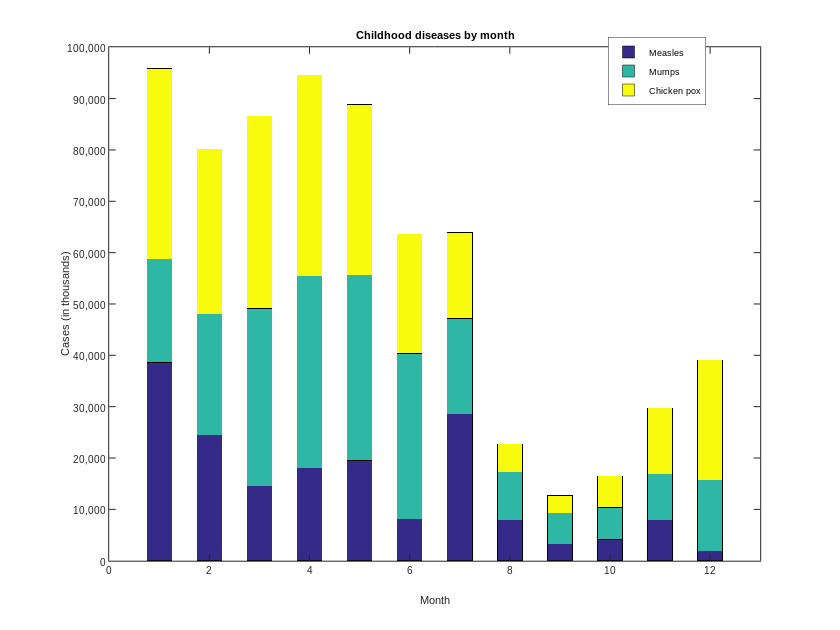 Childhood diseases by month
Measles
Mumps
Chicken pox
100,000
90,000
80,000
70,000
60,000
50,000
40,000
30,000
20,000
10,000
0
Cases (in thousands)
0 2 4 6 8 10 12
Month